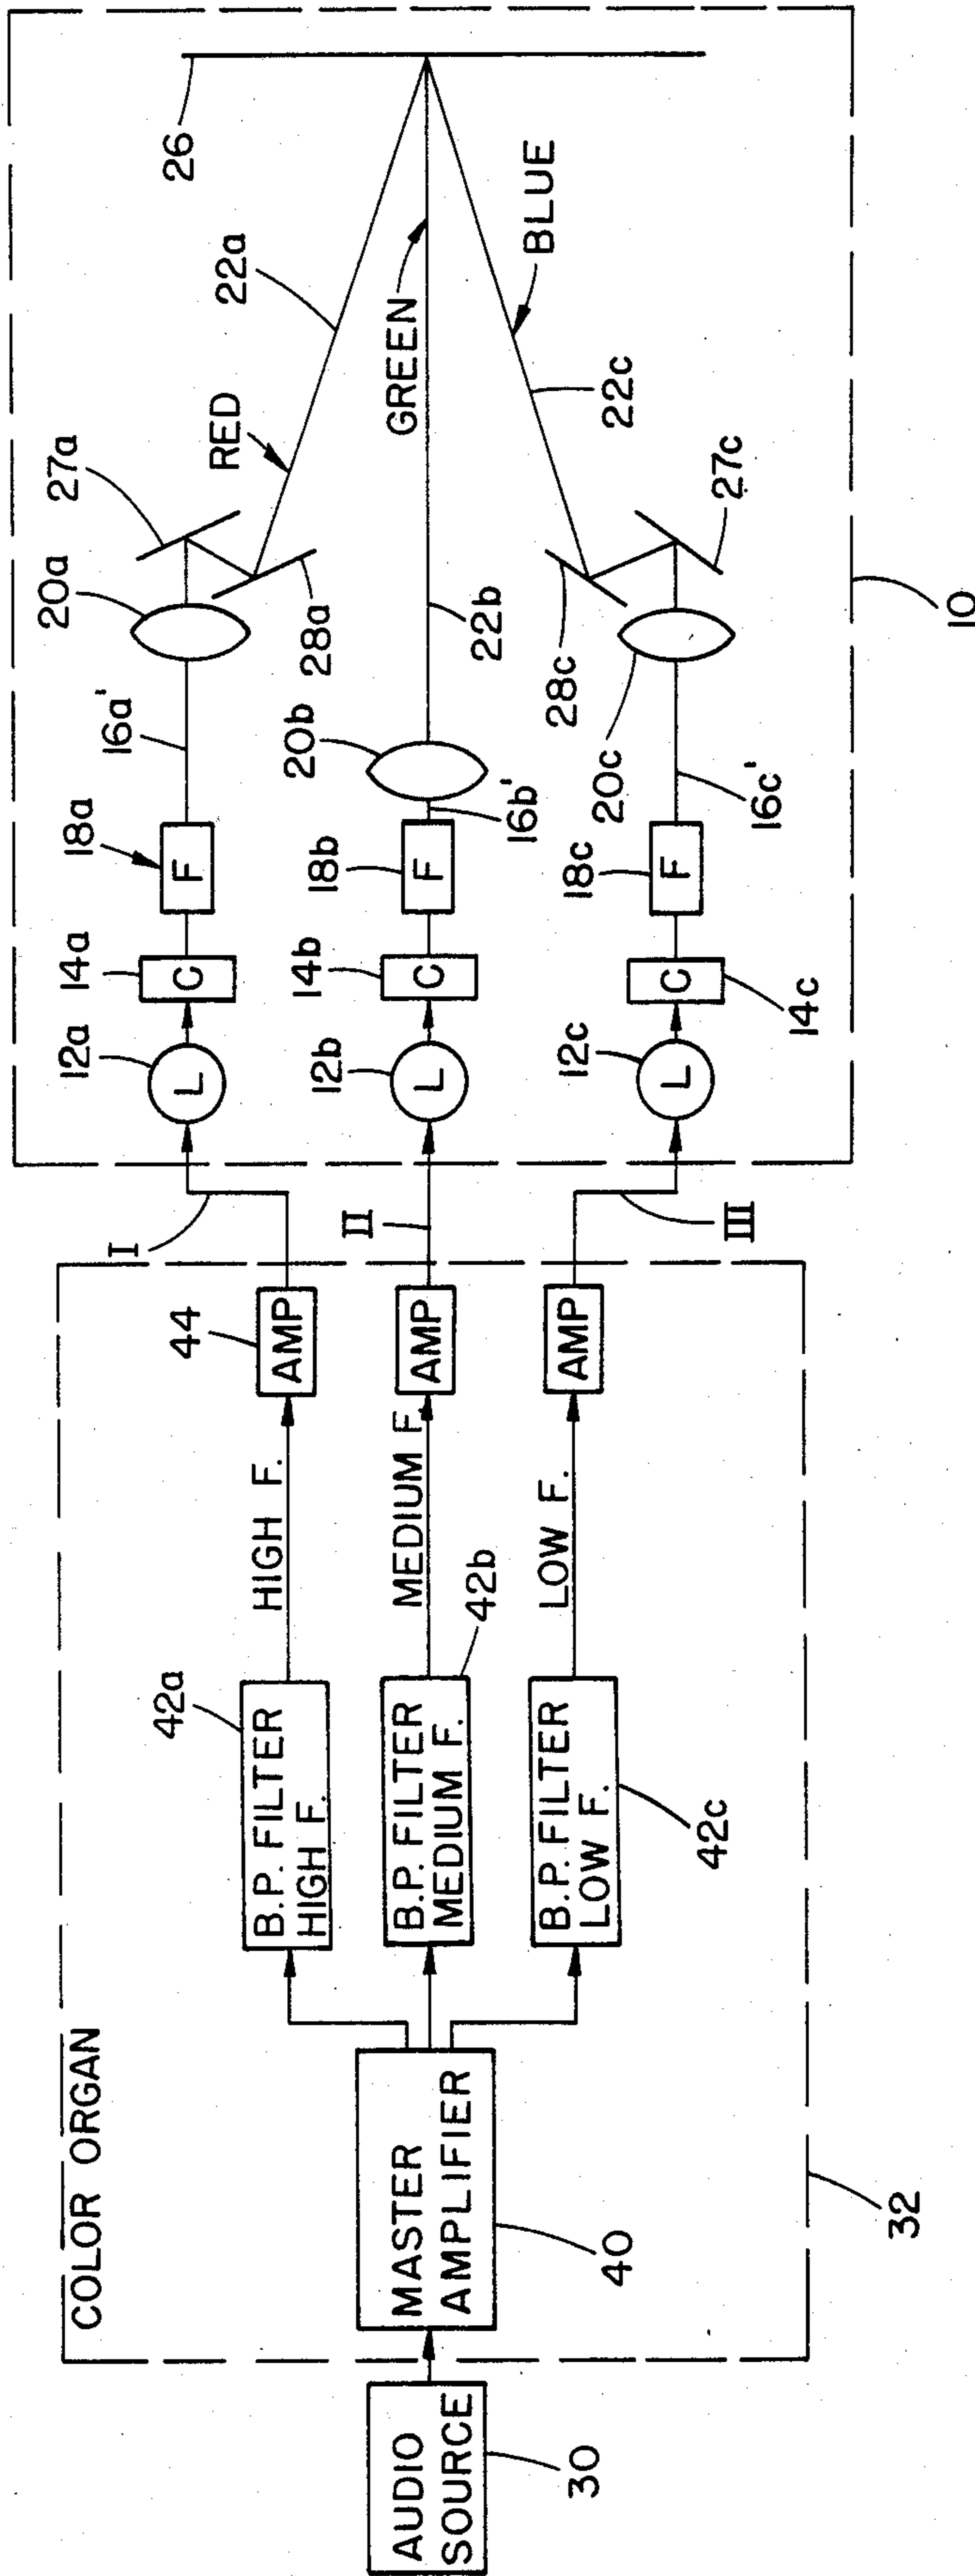 COLOR ORGAN
AUDIO
SOURCE
30
MASTER
AMPLIFIER
40
B.P. FILTER
HIGH F.
42a
B.P. FILTER
MEDIUM F.
42b
B.P. FILTER
LOW F.
42c
HIGH F.
MEDIUM F.
LOW F.
AMP
44
AMP
AMP
32
I
II
III
L
12a
C
14a
F
18a
16a'
20a
27a
28a
RED
22a
L
12b
C
14b
F
18b
16b'
20b
22b
GREEN
L
12c
C
14c
F
18c
16c'
20c
28c
27c
22c
BLUE
26
10